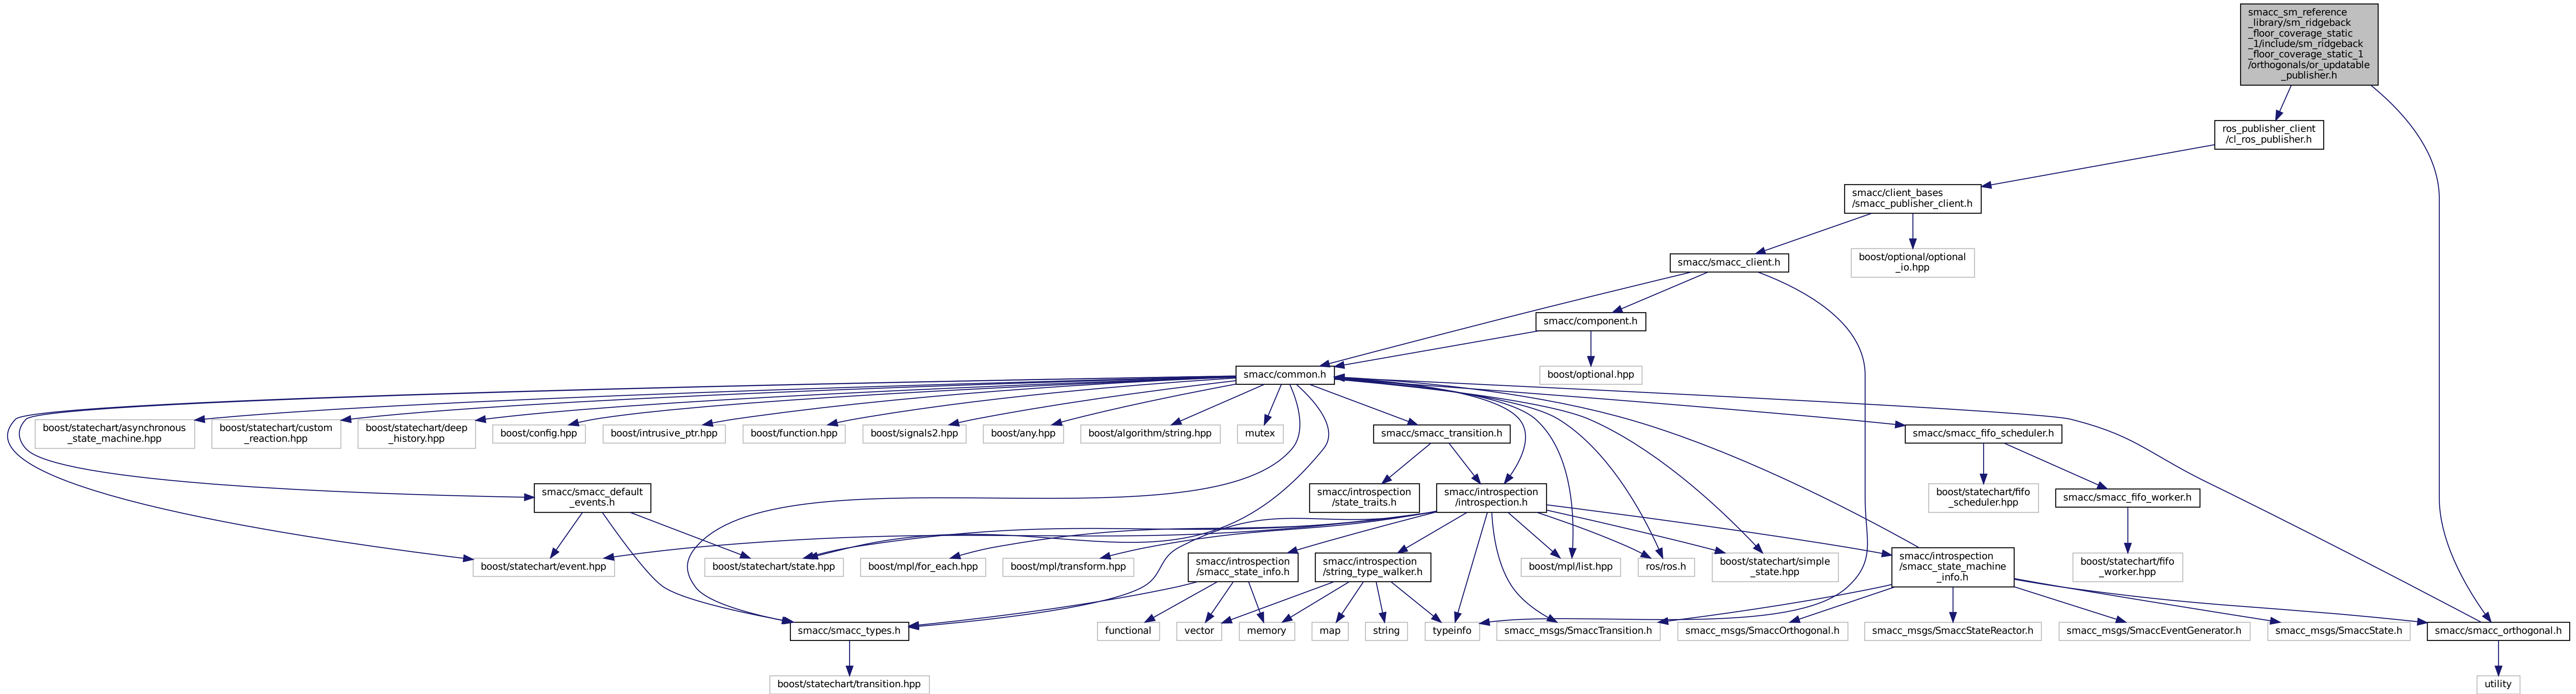 smacc_sm_reference
_library/sm_ridgeback
_floor_coverage_static
_1/include/sm_ridgeback
_floor_coverage_static_1
/orthogonals/or_updatable
_publisher.h
ros_publisher_client
/cl_ros_publisher.h
smacc/client_bases
/smacc_publisher_client.h
smacc/smacc_client.h
boost/optional/optional
_io.hpp
smacc/component.h
smacc/common.h
boost/optional.hpp
boost/statechart/asynchronous
_state_machine.hpp
boost/statechart/custom
_reaction.hpp
boost/statechart/deep
_history.hpp
boost/config.hpp
boost/intrusive_ptr.hpp
boost/function.hpp
boost/signals2.hpp
boost/any.hpp
boost/algorithm/string.hpp
mutex
smacc/smacc_transition.h
smacc/smacc_fifo_scheduler.h
smacc/smacc_default
_events.h
smacc/introspection
/state_traits.h
smacc/introspection
/introspection.h
boost/statechart/fifo
_scheduler.hpp
smacc/smacc_fifo_worker.h
boost/statechart/event.hpp
boost/statechart/state.hpp
boost/mpl/for_each.hpp
boost/mpl/transform.hpp
smacc/introspection
/smacc_state_info.h
smacc/introspection
/string_type_walker.h
boost/mpl/list.hpp
ros/ros.h
boost/statechart/simple
_state.hpp
smacc/introspection
/smacc_state_machine
_info.h
boost/statechart/fifo
_worker.hpp
smacc/smacc_types.h
functional
vector
memory
map
string
typeinfo
smacc_msgs/SmaccTransition.h
smacc_msgs/SmaccOrthogonal.h
smacc_msgs/SmaccStateReactor.h
smacc_msgs/SmaccEventGenerator.h
smacc_msgs/SmaccState.h
smacc/smacc_orthogonal.h
boost/statechart/transition.hpp
utility